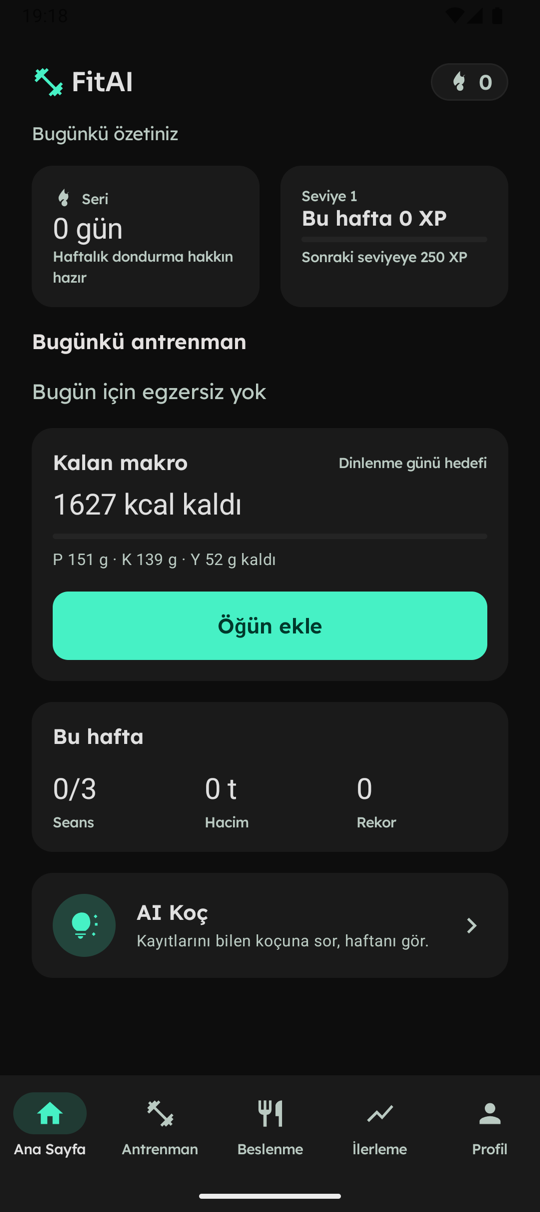 19:18
FitAI
0
Bugünkü özetiniz
Seri
0 gün
Haftalık dondurma hakkın
hazır
Seviye 1
Bu hafta 0 XP
Sonraki seviyeye 250 XP
Bugünkü antrenman
Bugün için egzersiz yok
Kalan makro
Dinlenme günü hedefi
1627 kcal kaldı
P 151 g · K 139 g · Y 52 g kaldı
Öğün ekle
Bu hafta
0/3
0 t
0
Seans
Hacim
Rekor
AI Koç
Kayıtlarını bilen koçuna sor, haftanı gör.
Ana Sayfa
Antrenman
Beslenme
İlerleme
Profil